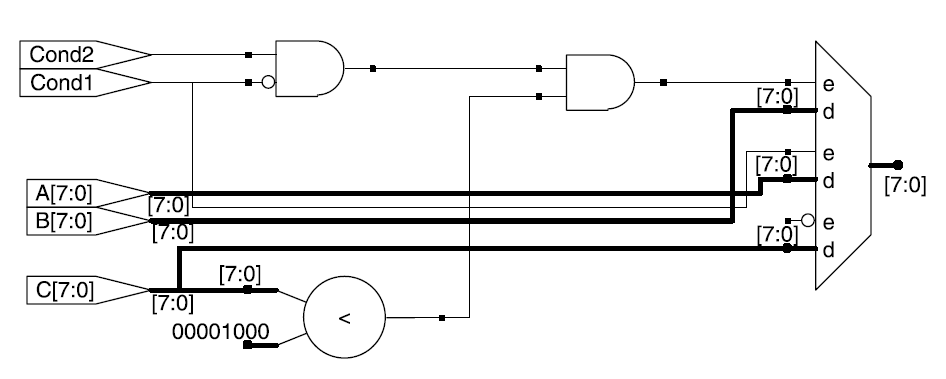 Cond2
Cond1
e
[7:0]
d
e
[7:0]
d
[7:0]
A[7:0]
[7:0]
B[7:0]
[7:0]
e
[7:0]
d
C[7:0]
[7:0]
[7:0]
<
00001000